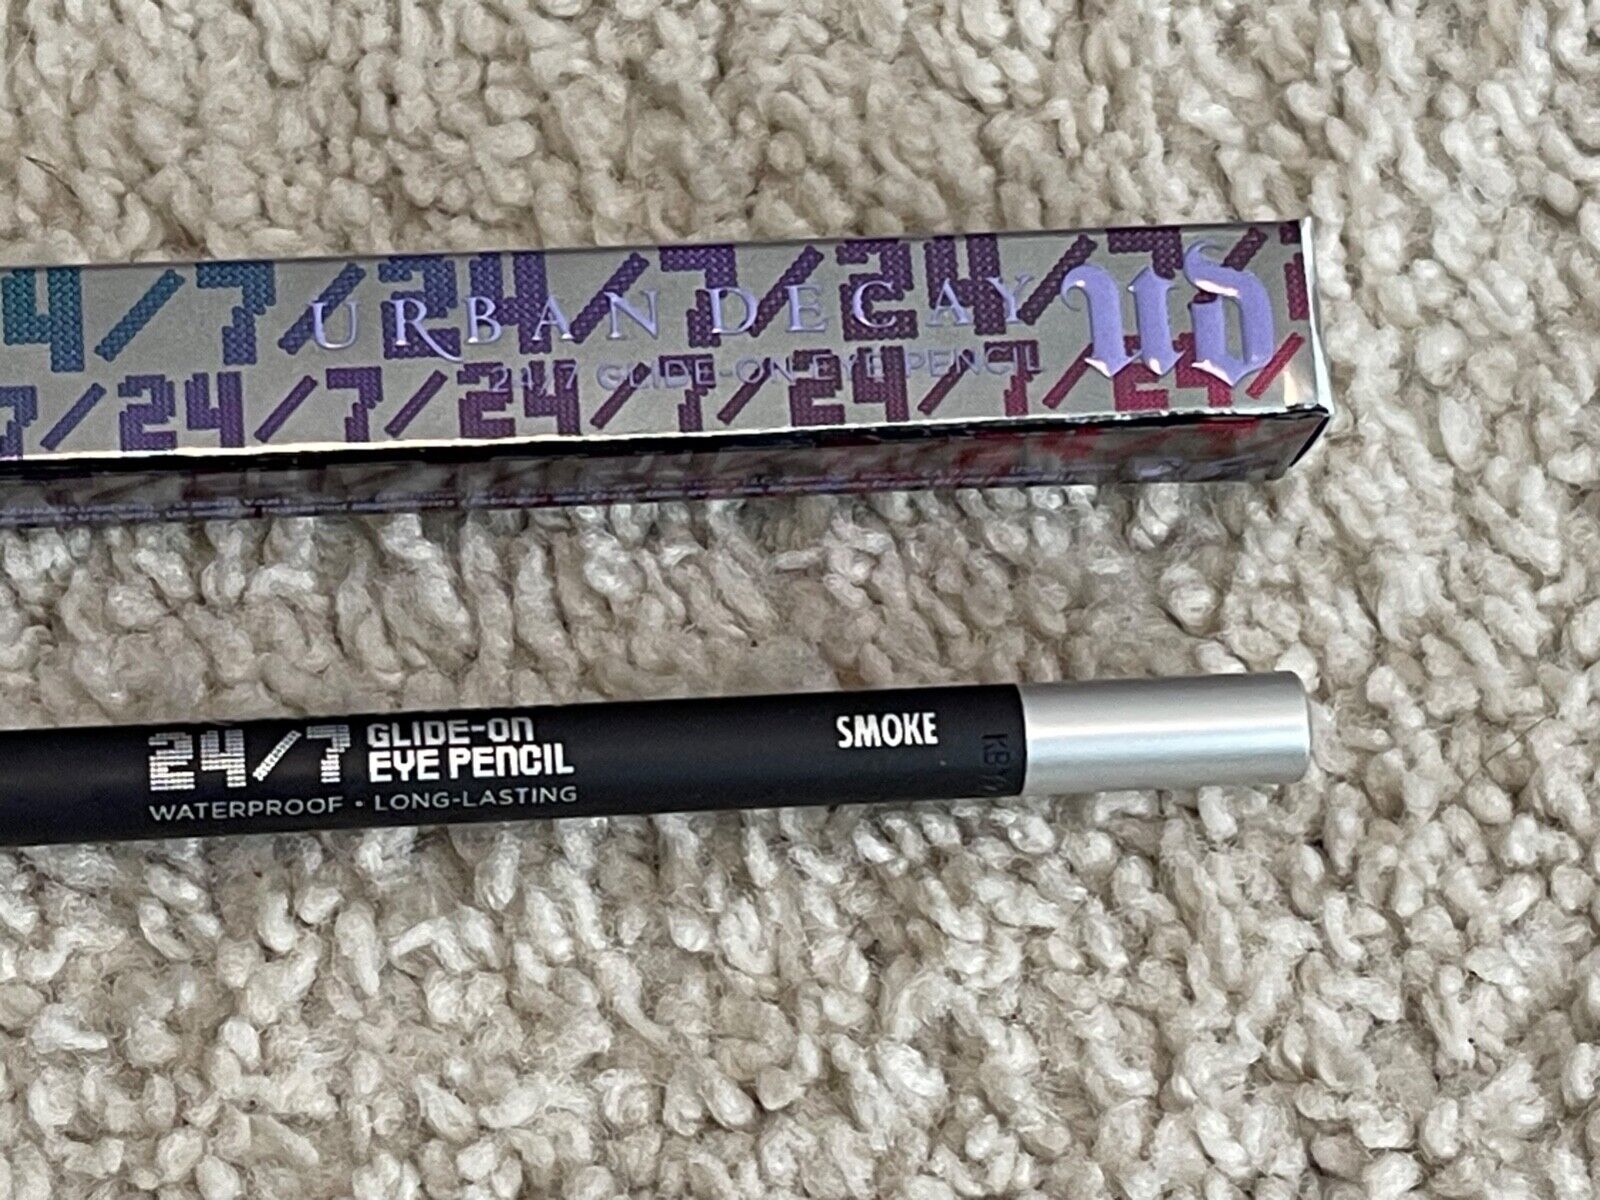 4/7/24/7/24/7/
URBAN DECAY ud
24/7 GLIDE-ON EYE PENCIL
7/24/7/24/7/24/7/24/
24/7 GLIDE-ON
EYE PENCIL
WATERPROOF • LONG-LASTING
SMOKE